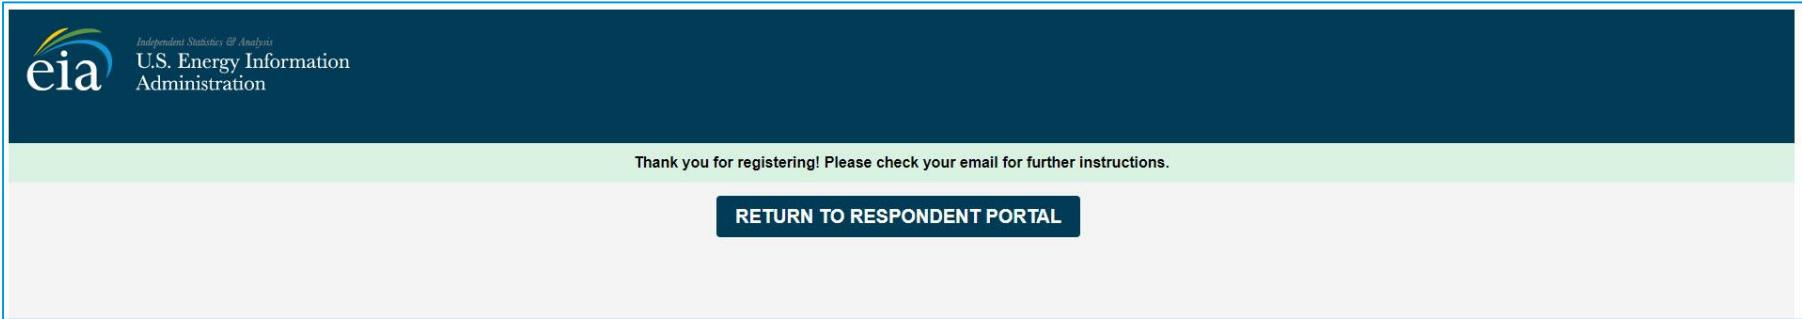 eia
Independent Statistics & Analysis
U.S. Energy Information
Administration
Thank you for registering! Please check your email for further instructions.
RETURN TO RESPONDENT PORTAL